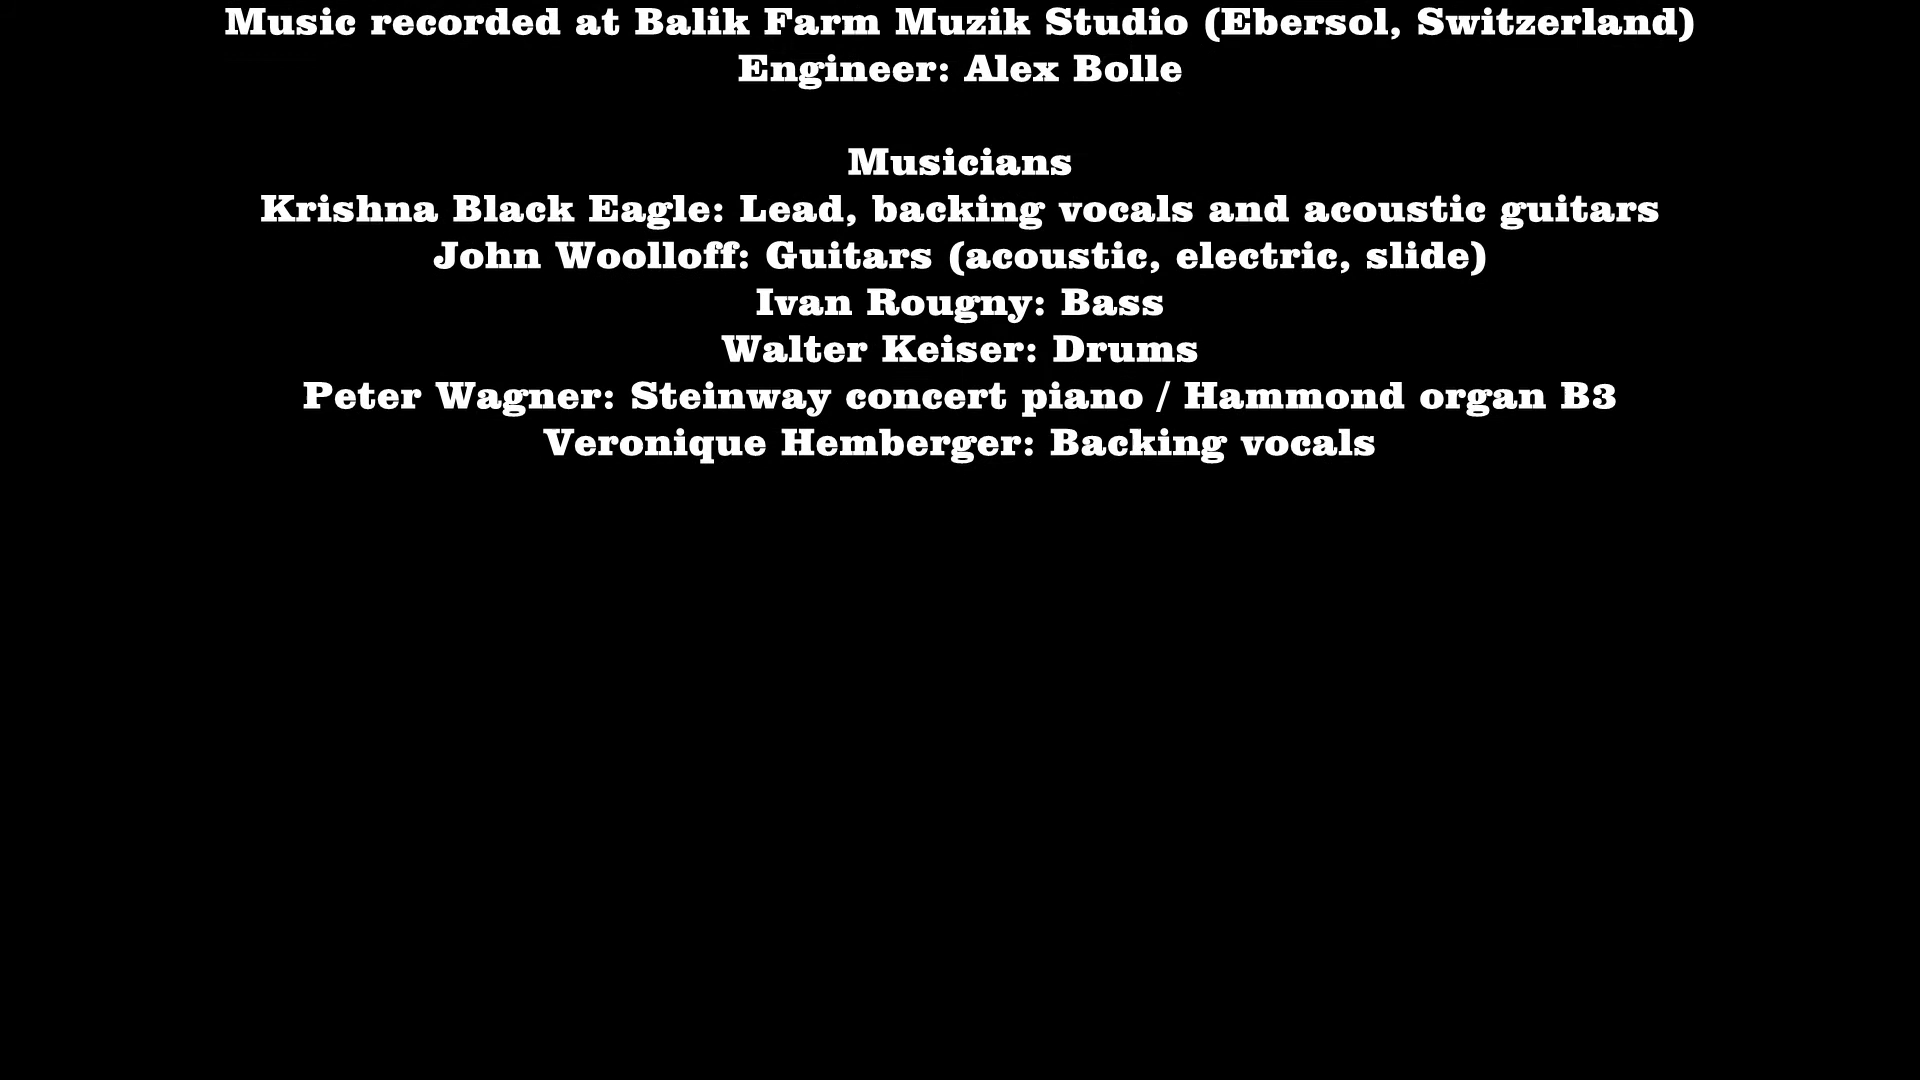 Music recorded at Balik Farm Muzik Studio (Ebersol, Switzerland)
Engineer: Alex Bolle
Musicians
Krishna Black Eagle: Lead, backing vocals and acoustic guitars
John Woolloff: Guitars (acoustic, electric, slide)
Ivan Rougny: Bass
Walter Keiser: Drums
Peter Wagner: Steinway concert piano / Hammond organ B3
Veronique Hemberger: Backing vocals